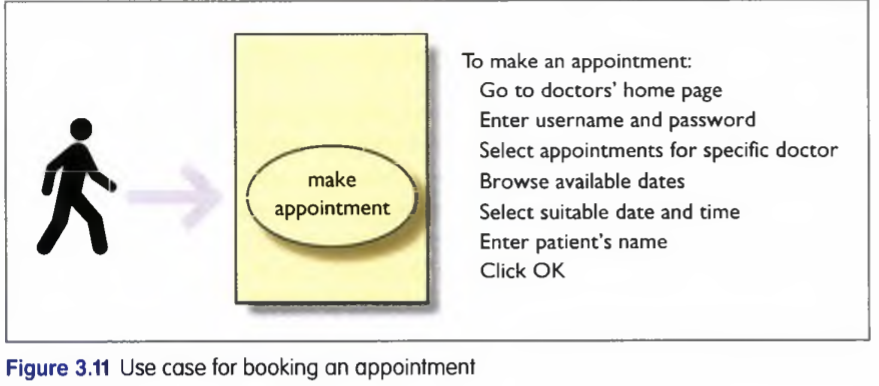 make
appointment
To make an appointment:
Go to doctors' home page
Enter username and password
Select appointments for specific doctor
Browse available dates
Select suitable date and time
Enter patient's name
Click OK
Figure 3.11 Use case for booking an appointment